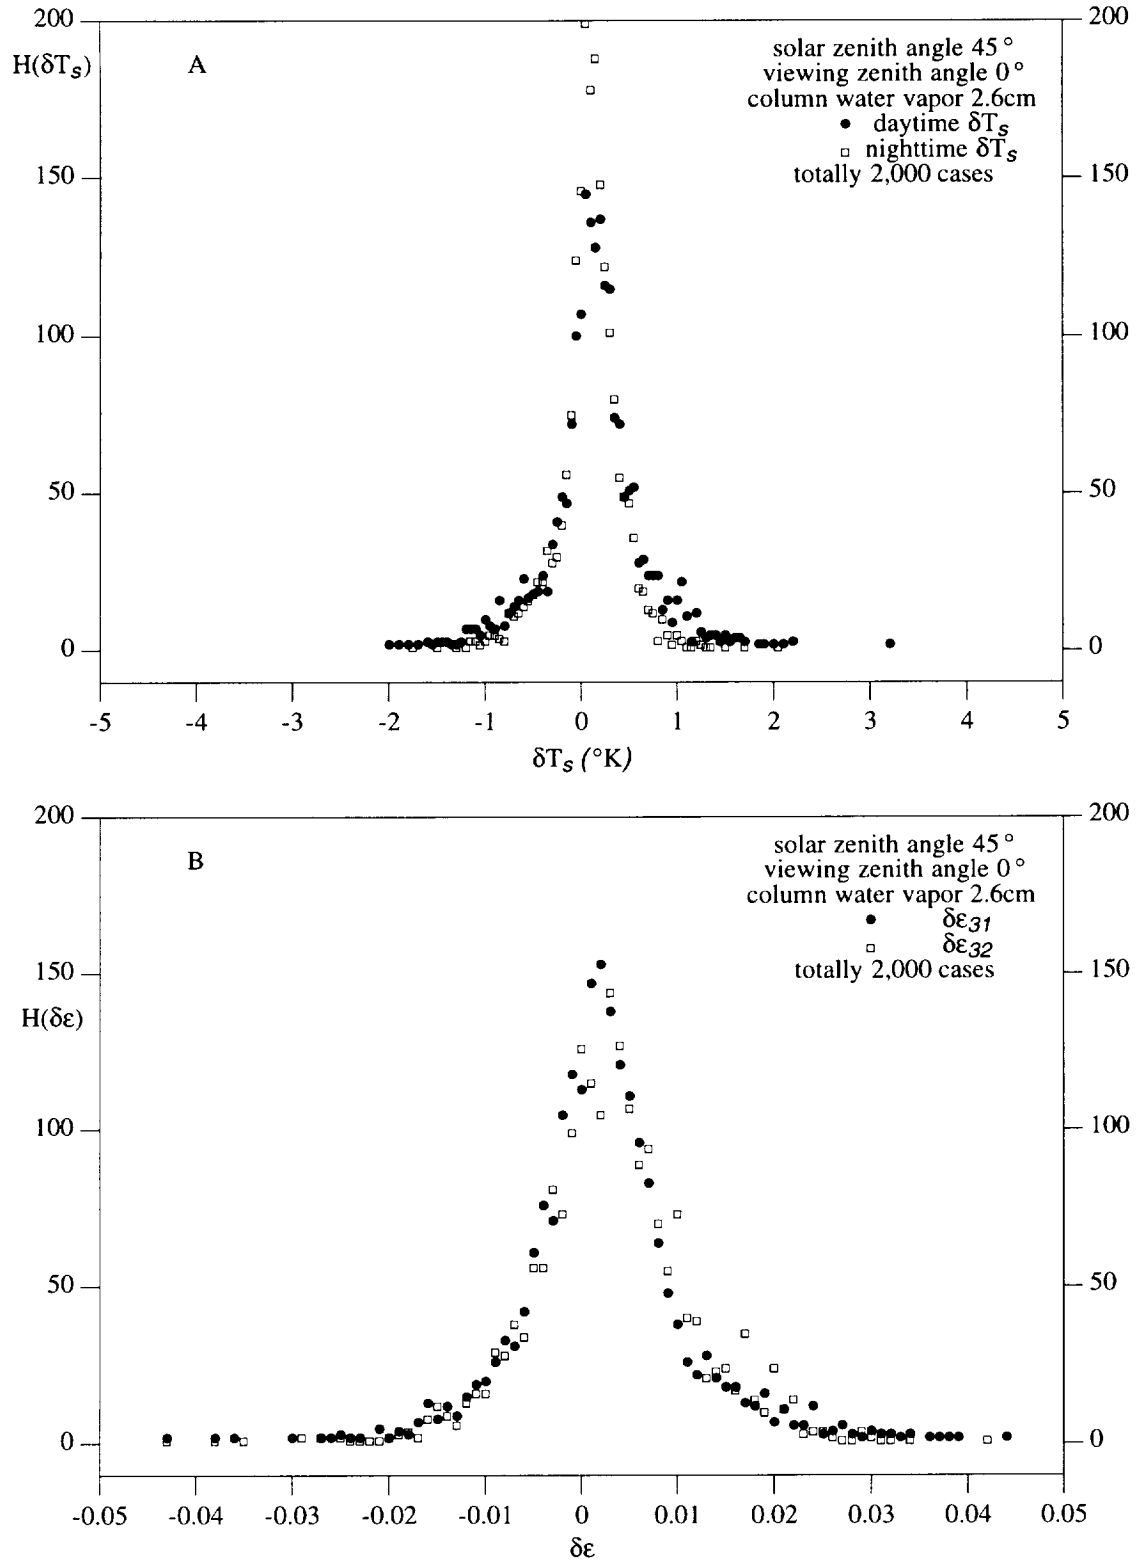 200
200
H(δTs)
A
solar zenith angle 45°
viewing zenith angle 0°
column water vapor 2.6cm
daytime δTs
nighttime δTs
totally 2,000 cases
150
150
100
100
50
50
0
0
-5 -4 -3 -2 -1 0 1 2 3 4 5
δTs (°K)
200
200
B
solar zenith angle 45°
viewing zenith angle 0°
column water vapor 2.6cm
δε31
δε32
totally 2,000 cases
150
150
H(δε)
100
100
50
50
0
0
-0.05 -0.04 -0.03 -0.02 -0.01 0 0.01 0.02 0.03 0.04 0.05
δε